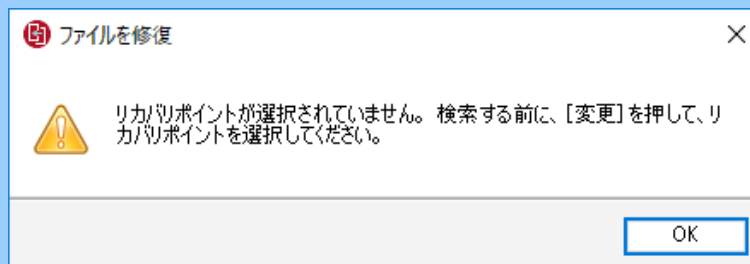 ファイルを修復
リカバリポイントが選択されていません。 検索する前に、[変更]を押して、リ
カバリポイントを選択してください。
OK